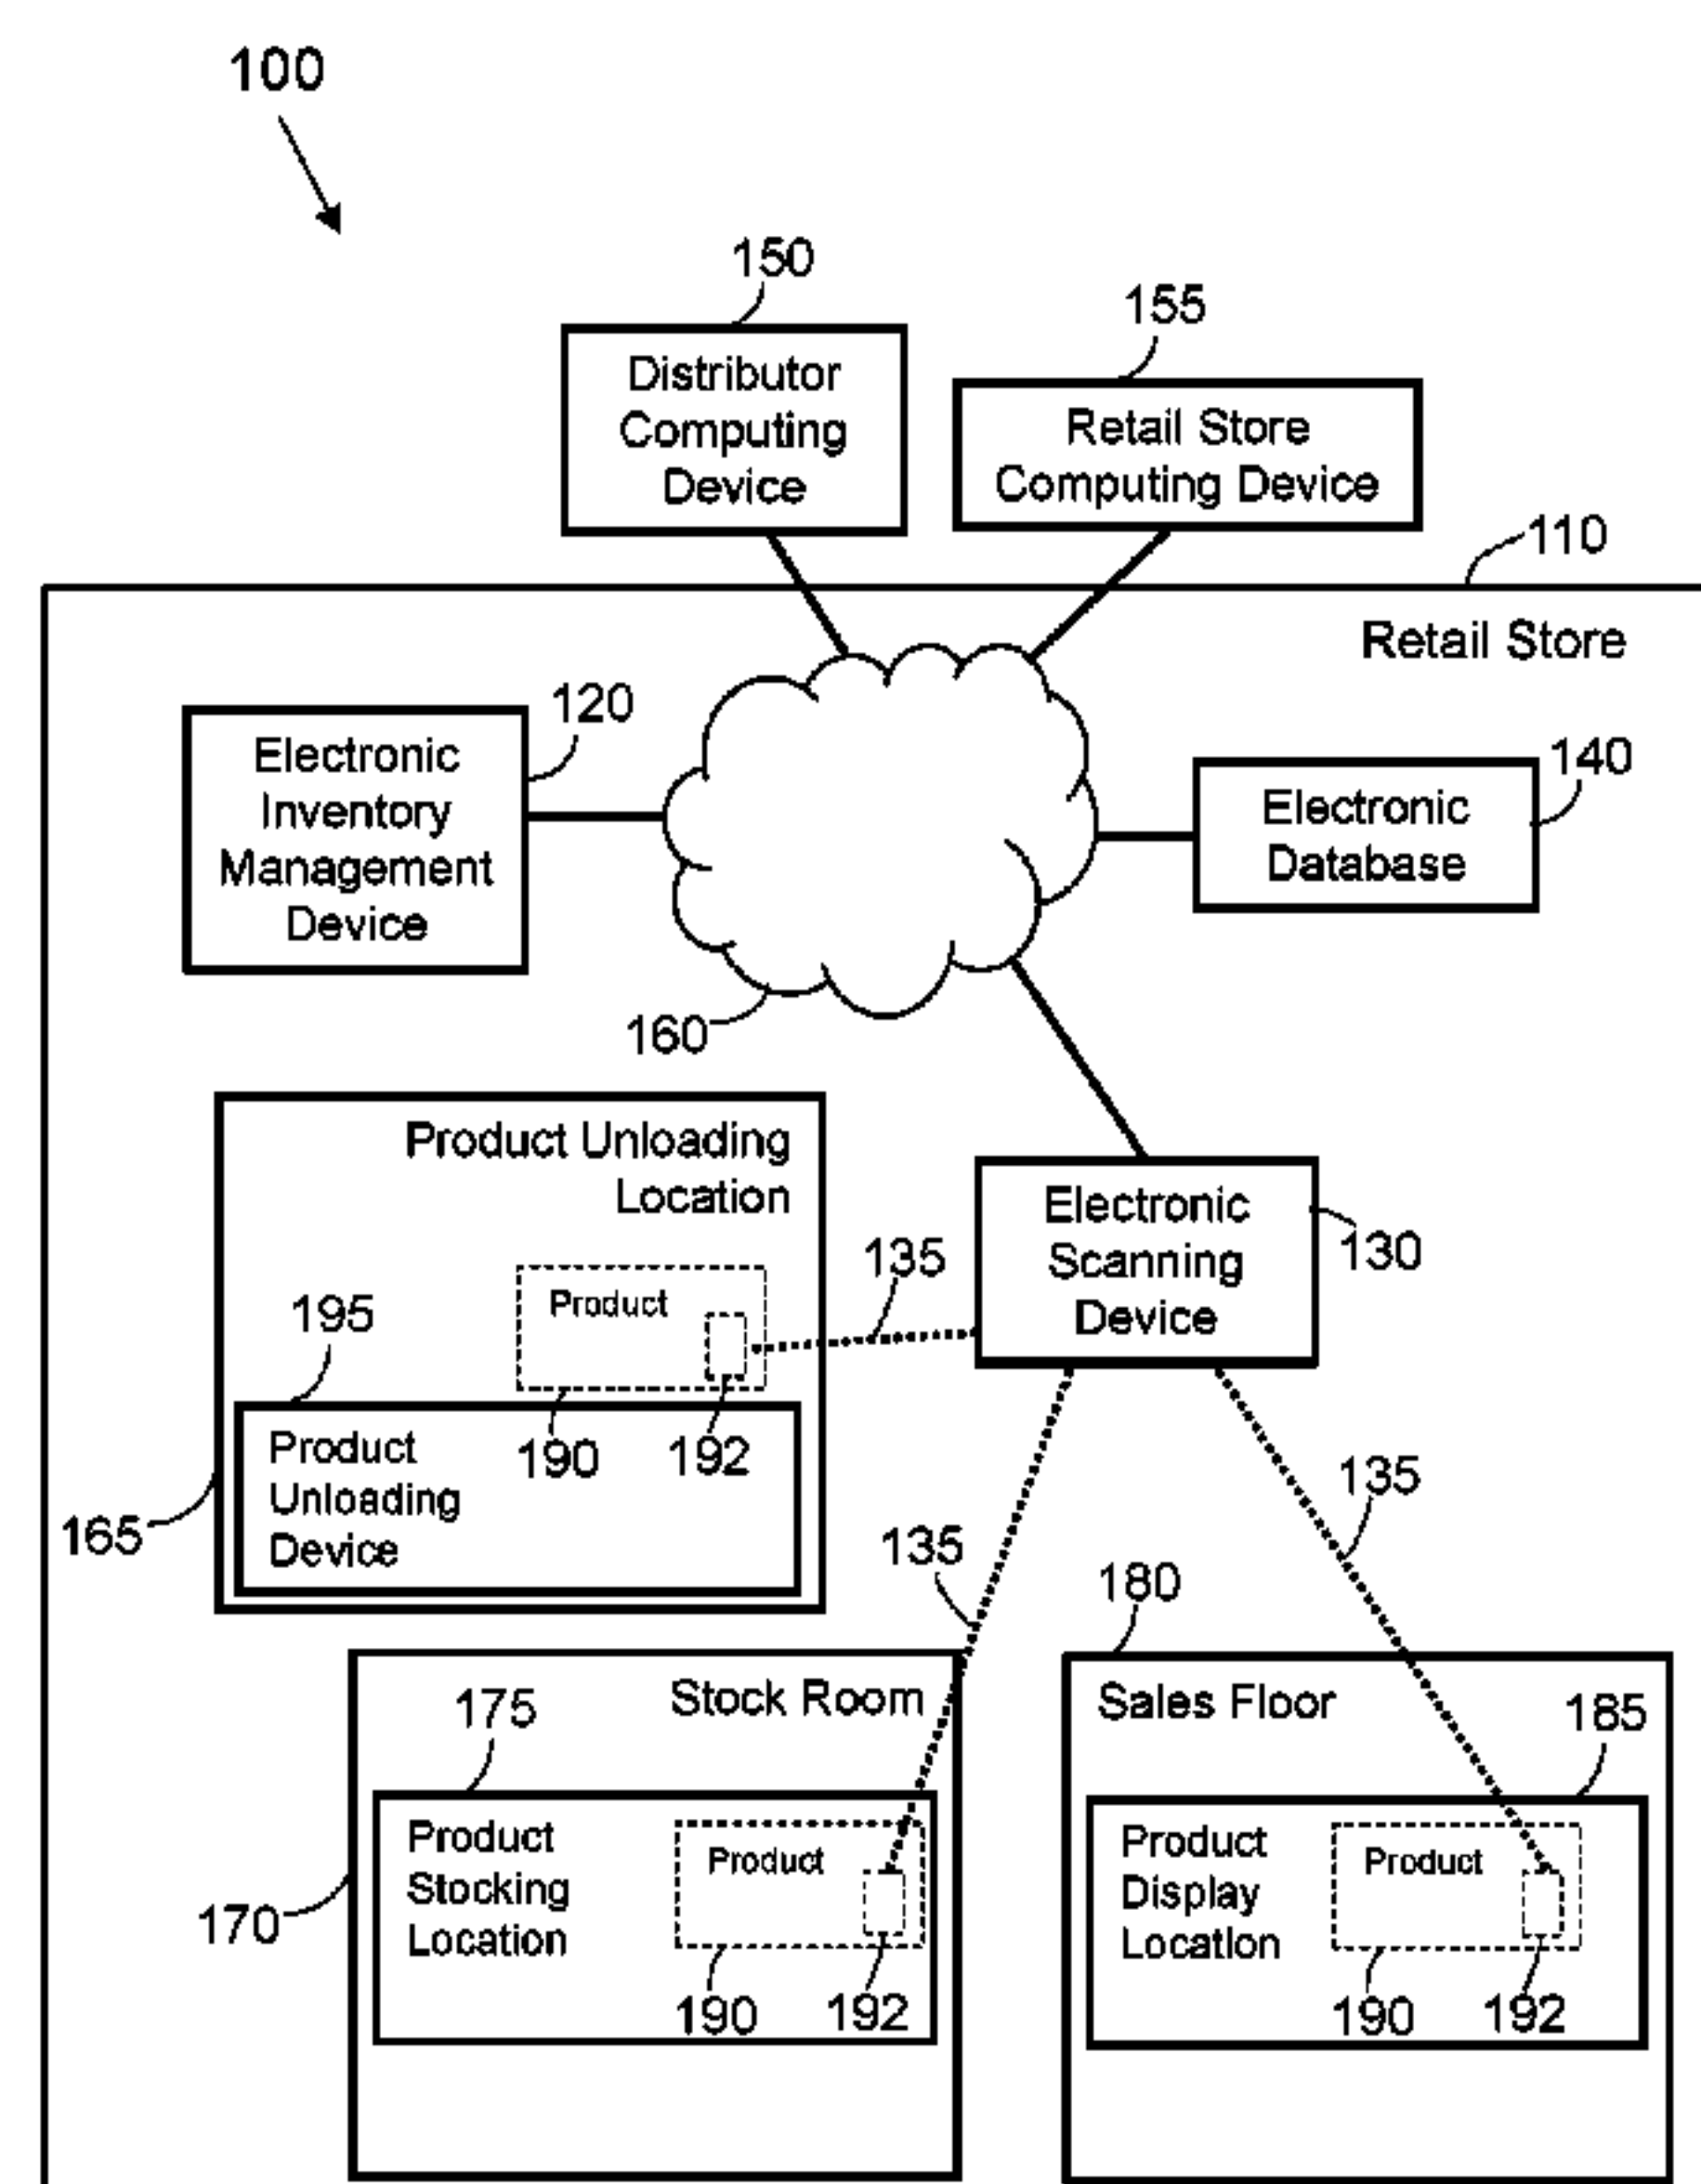 100
150
Distributor
Computing
Device
155
Retail Store
Computing Device
110
Retail Store
120
Electronic
Inventory
Management
Device
140
Electronic
Database
160
Product Unloading
Location
Electronic
Scanning
Device
130
135
Product
195
190
192
Product
Unloading
Device
165
135
135
180
Stock Room
175
Sales Floor
185
Product
Stocking
Location
Product
170
190
192
Product
Display
Location
Product
190
192